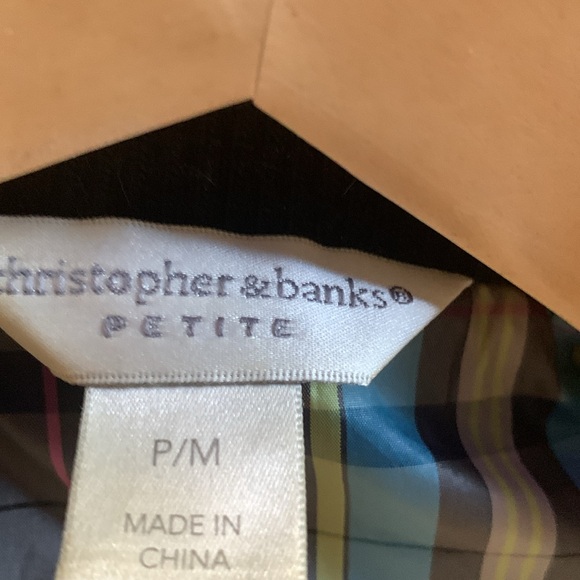 christopher & banks®
PETITE
P/M
MADE IN
CHINA